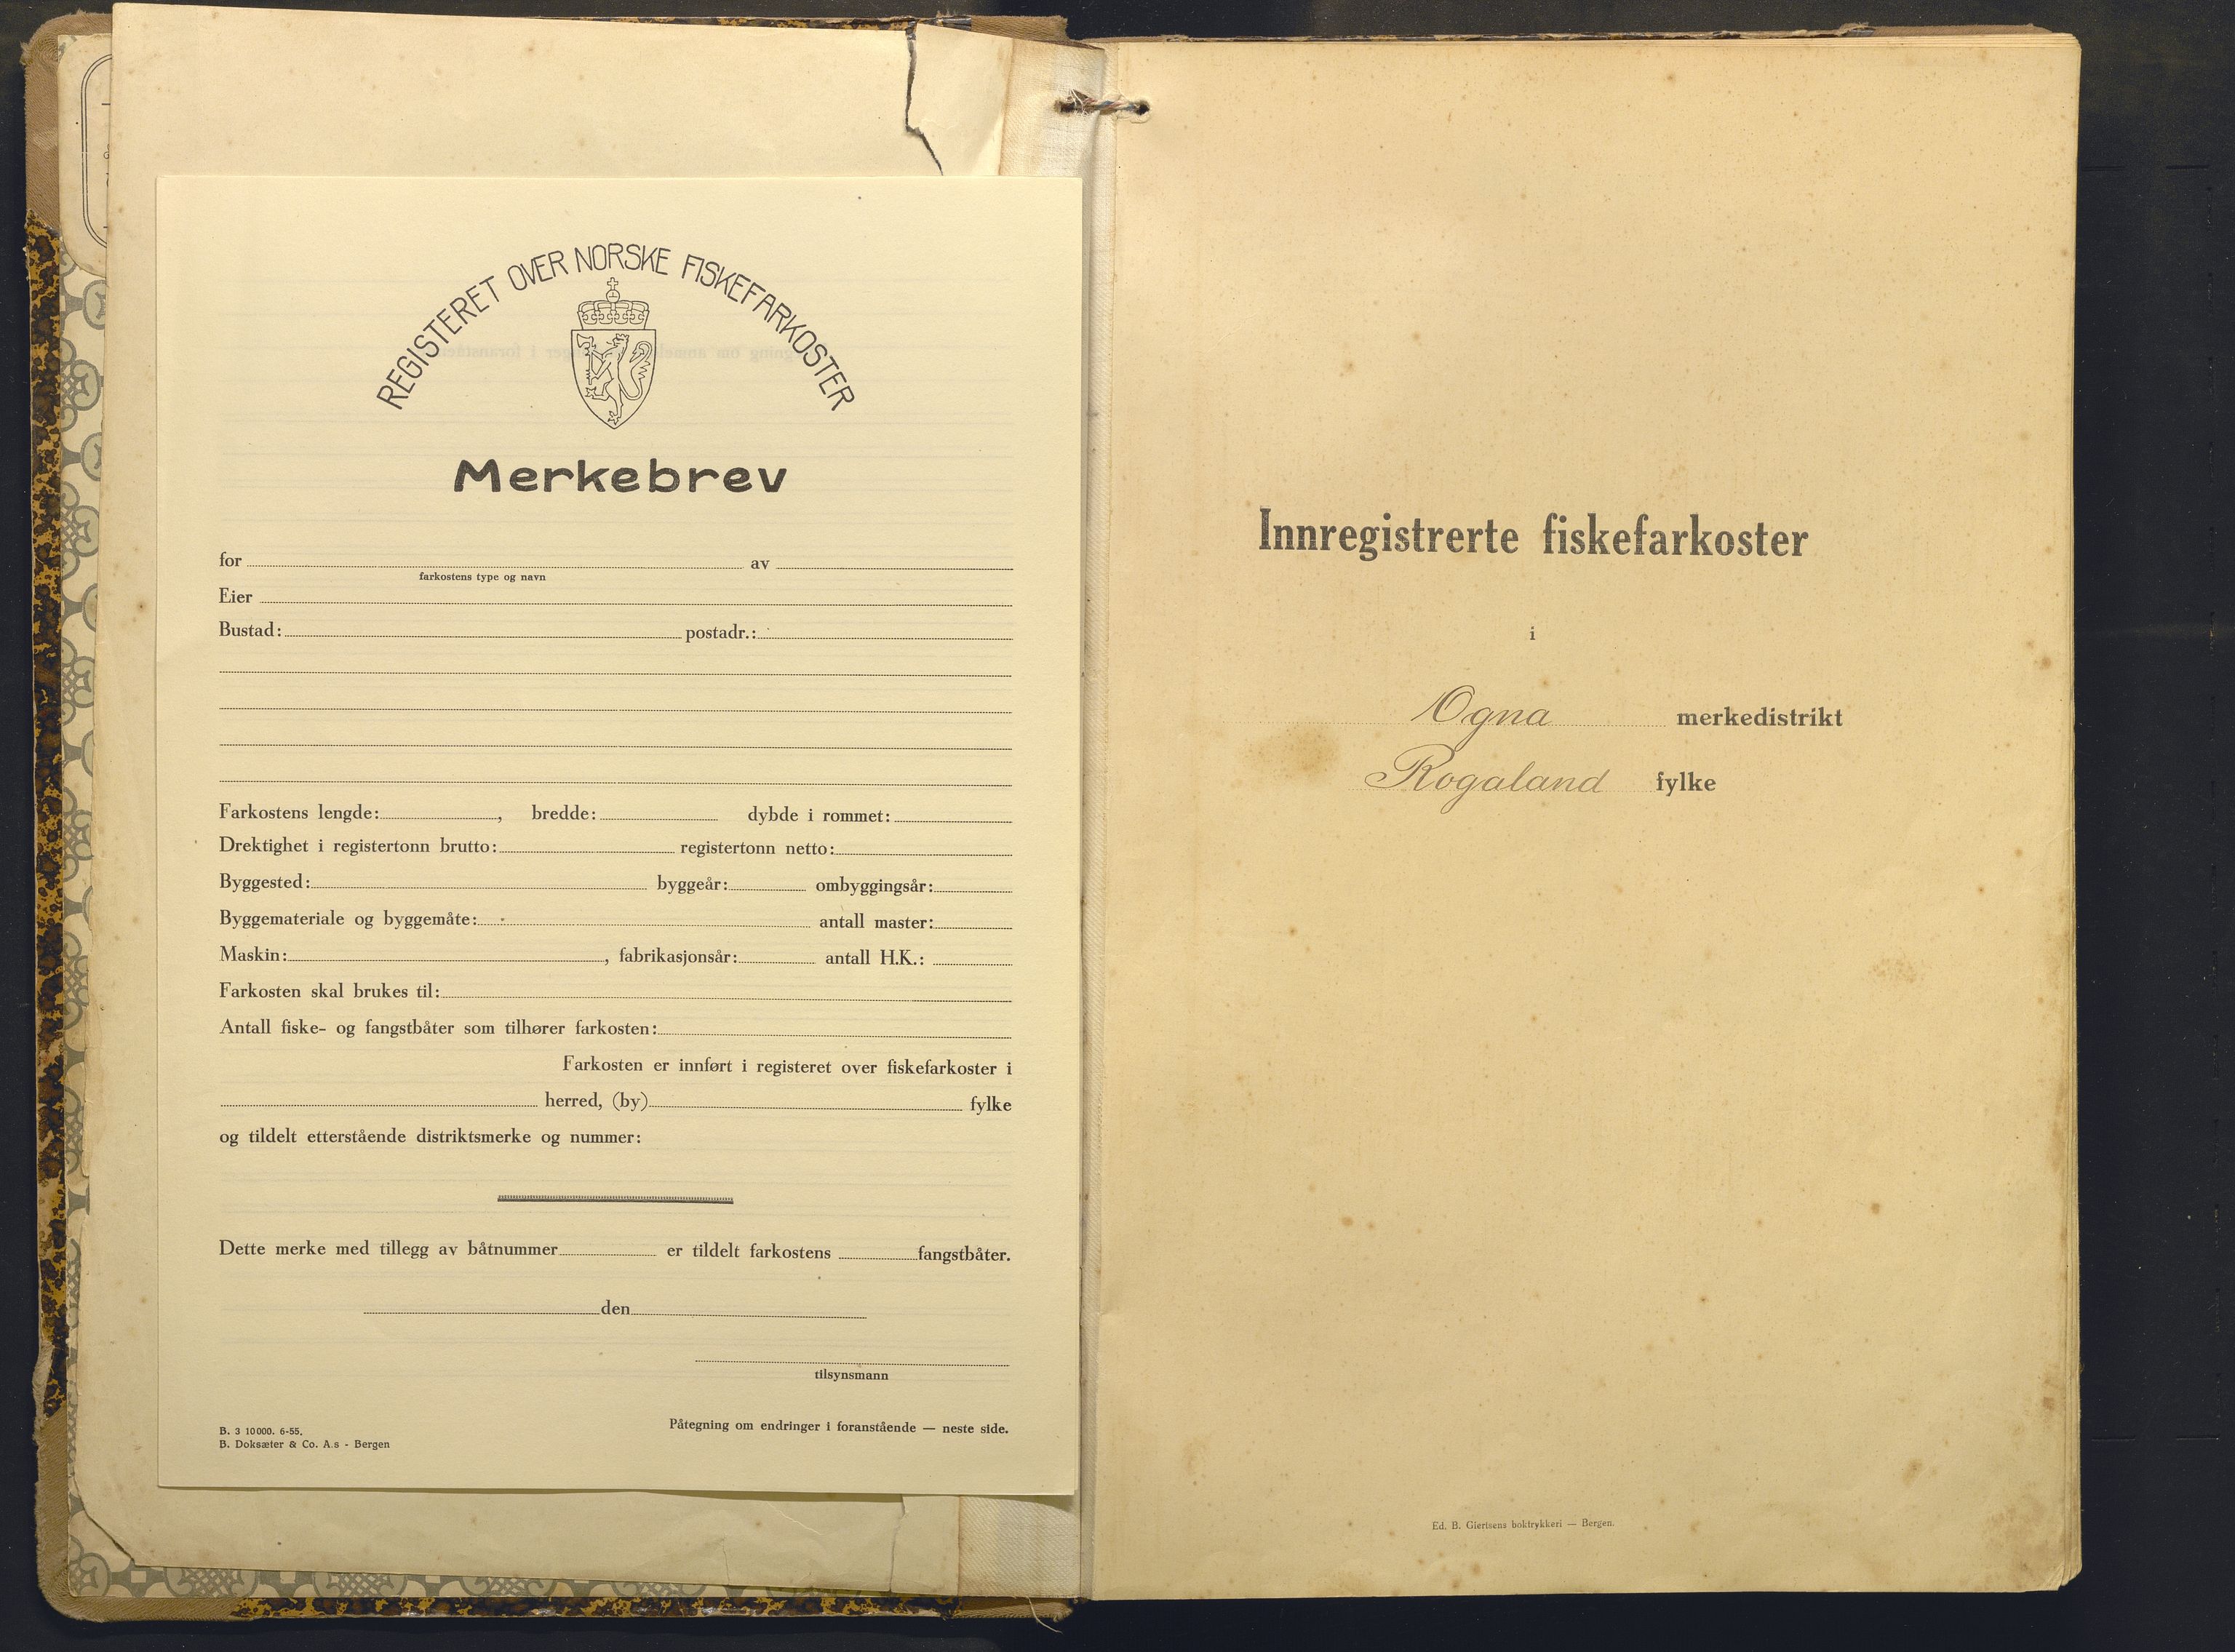 REGISTERET OVER NORSKE FISKEFARKOSTER
Merkebrev
for av
farkostens type og navn
Eier
Bustad: postadr.:
Farkostens lengde: , bredde: dybde i rommet:
Drektighet i registertonn brutto: registertonn netto:
Byggested: byggeår: ombyggingsår:
Byggemateriale og byggemåte: antall master:
Maskin: , fabrikasjonsår: antall H.K.:
Farkosten skal brukes til:
Antall fiske- og fangstbåter som tilhører farkosten:
Farkosten er innført i registeret over fiskefarkoster i
herred, (by) fylke
og tildelt etterstående distriktsmerke og nummer:
Dette merke med tillegg av båtnummer er tildelt farkostens fangstbåter.
den
tilsynsmann
Påtegning om endringer i foranstående — neste side.
B. 3 10000. 6-55.
B. Doksæter & Co. A.s - Bergen
Innregistrerte fiskefarkoster
i
Ogna merkedistrikt
Rogaland fylke
Ed. B. Giertsens boktrykkeri — Bergen.